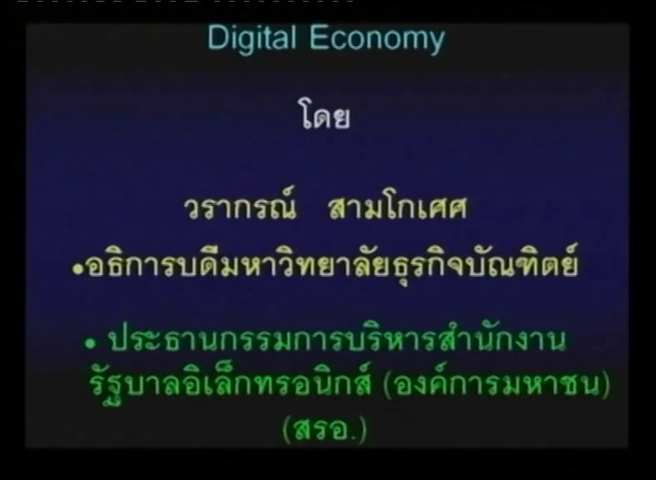 Digital Economy
โดย
วรากรณ์ สามโกเศศ
•อธิการบดีมหาวิทยาลัยธุรกิจบัณฑิตย์
• ประธานกรรมการบริหารสำนักงาน
รัฐบาลอิเล็กทรอนิกส์ (องค์การมหาชน)
(สรอ.)